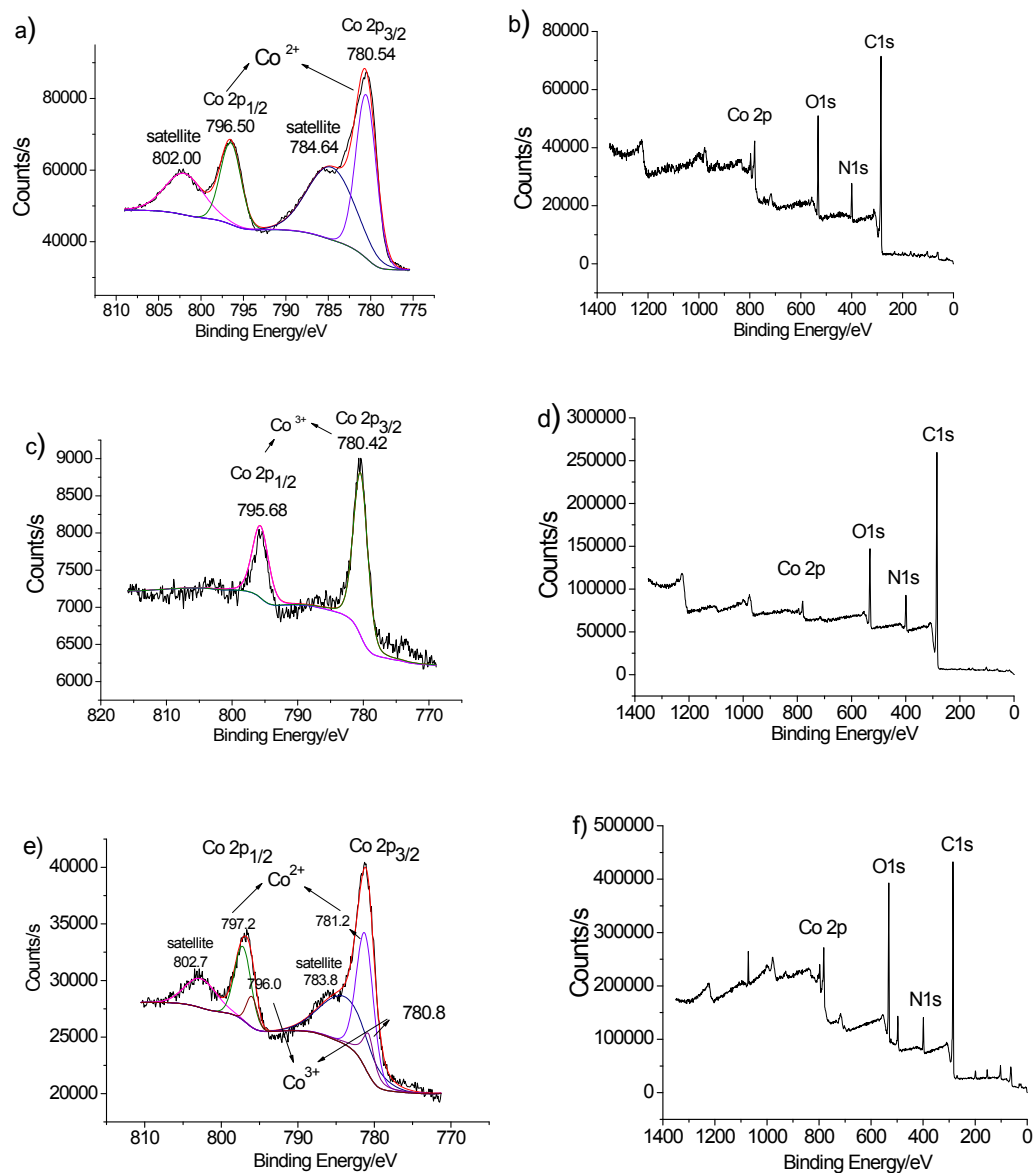 a)
Co 2p3/2
780.54
Co 2+
Co 2p1/2
796.50
satellite
802.00
satellite
784.64
80000
60000
40000
Counts/s
810 805 800 795 790 785 780 775
Binding Energy/eV
b)
C1s
O1s
Co 2p
N1s
80000
60000
40000
20000
0
Counts/s
1400 1200 1000 800 600 400 200 0
Binding Energy/eV
c)
Co 3+
Co 2p3/2
780.42
Co 2p1/2
795.68
9000
8500
8000
7500
7000
6500
6000
Counts/s
820 810 800 790 780 770
Binding Energy/eV
d)
C1s
O1s
Co 2p
N1s
300000
250000
200000
150000
100000
50000
0
Counts/s
1400 1200 1000 800 600 400 200 0
Binding Energy/eV
e)
Co 2p1/2
Co 2p3/2
Co2+
797.2
781.2
satellite
802.7
satellite
783.8
796.0
780.8
Co3+
40000
35000
30000
25000
20000
Counts/s
810 800 790 780 770
Binding Energy/eV
f)
C1s
O1s
Co 2p
N1s
500000
400000
300000
200000
100000
0
Counts/s
1400 1200 1000 800 600 400 200 0
Binding Energy/eV